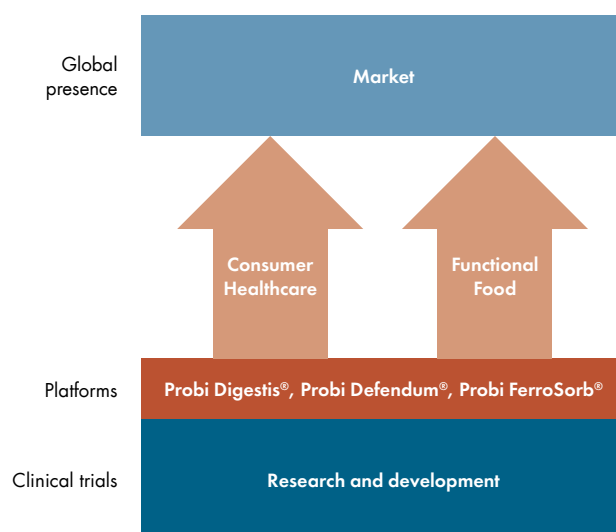 Global
presence
Market
Consumer
Healthcare
Functional
Food
Platforms
Probi Digestis®, Probi Defendum®, Probi FerroSorb®
Clinical trials
Research and development